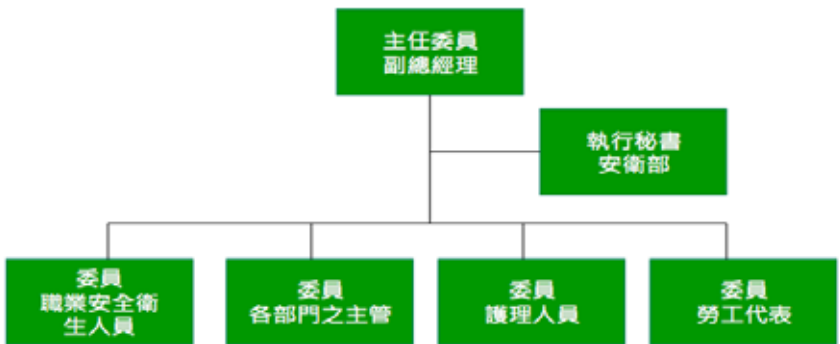 主任委員
副總經理
執行秘書
安衛部
委員
職業安全衛
生人員
委員
各部門之主管
委員
護理人員
委員
勞工代表